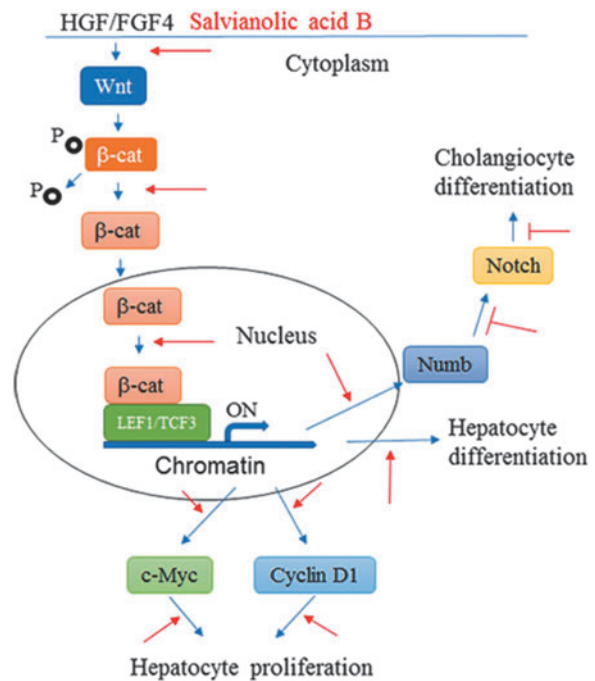 HGF/FGF4 Salvianolic acid B
Cytoplasm
Wnt
P
β-cat
P
β-cat
Cholangiocyte
differentiation
Notch
β-cat
Nucleus
Numb
β-cat
LEF1/TCF3
ON
Chromatin
Hepatocyte
differentiation
c-Myc
Cyclin D1
Hepatocyte proliferation